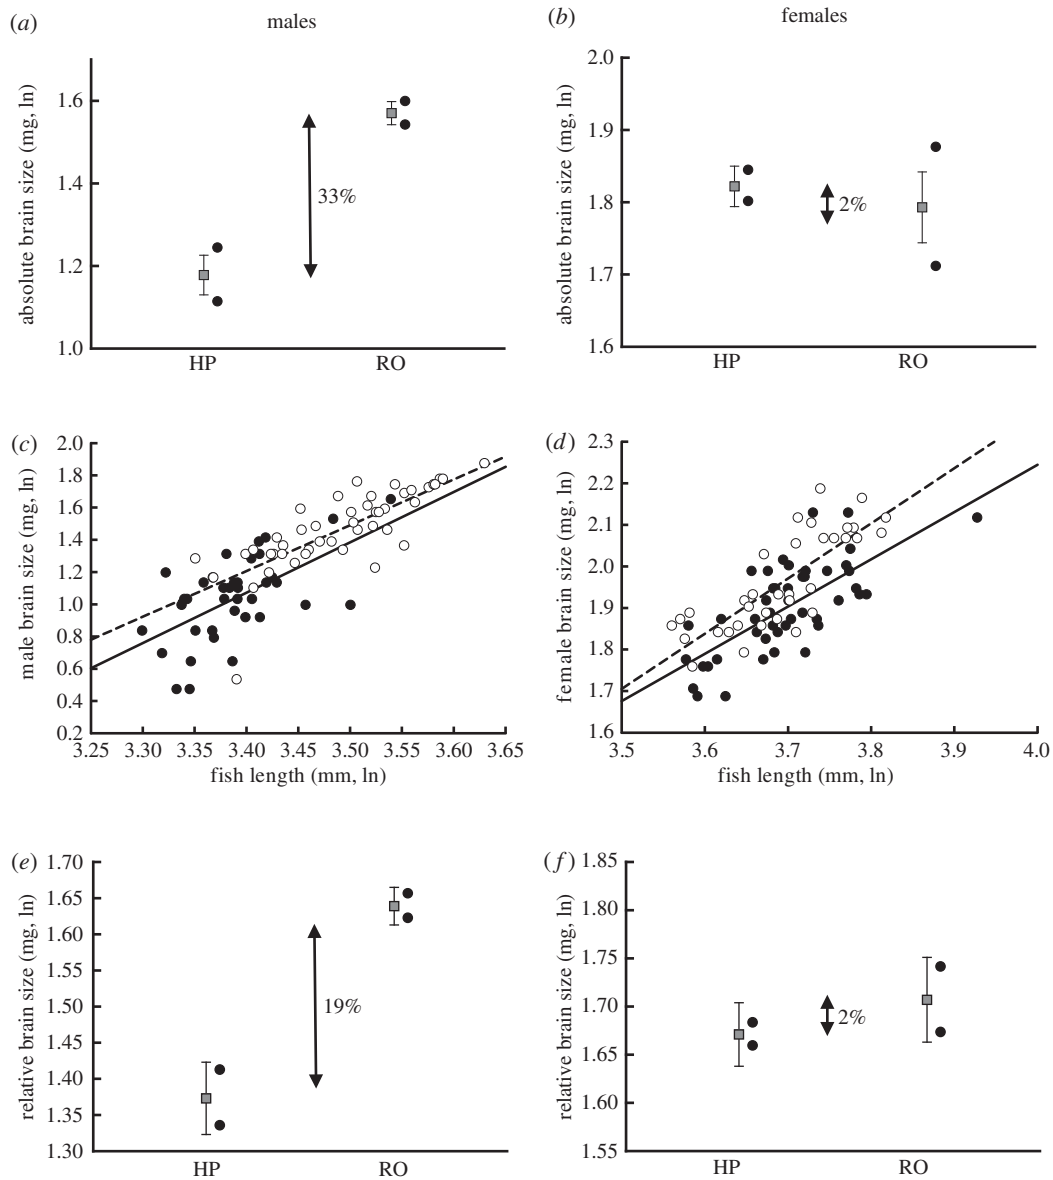 (a) males
absolute brain size (mg, ln)
1.6
1.4
1.2
1.0
33%
HP RO
(b) females
absolute brain size (mg, ln)
2.0
1.9
1.8
1.7
1.6
2%
HP RO
(c)
male brain size (mg, ln)
2.0
1.8
1.6
1.4
1.2
1.0
0.8
0.6
0.4
0.2
3.25 3.30 3.35 3.40 3.45 3.50 3.55 3.60 3.65
fish length (mm, ln)
(d)
female brain size (mg, ln)
2.3
2.2
2.1
2.0
1.9
1.8
1.7
1.6
3.5 3.6 3.7 3.8 3.9 4.0
fish length (mm, ln)
(e)
relative brain size (mg, ln)
1.70
1.65
1.60
1.55
1.50
1.45
1.40
1.35
1.30
19%
HP RO
(f)
relative brain size (mg, ln)
1.85
1.80
1.75
1.70
1.65
1.60
1.55
2%
HP RO